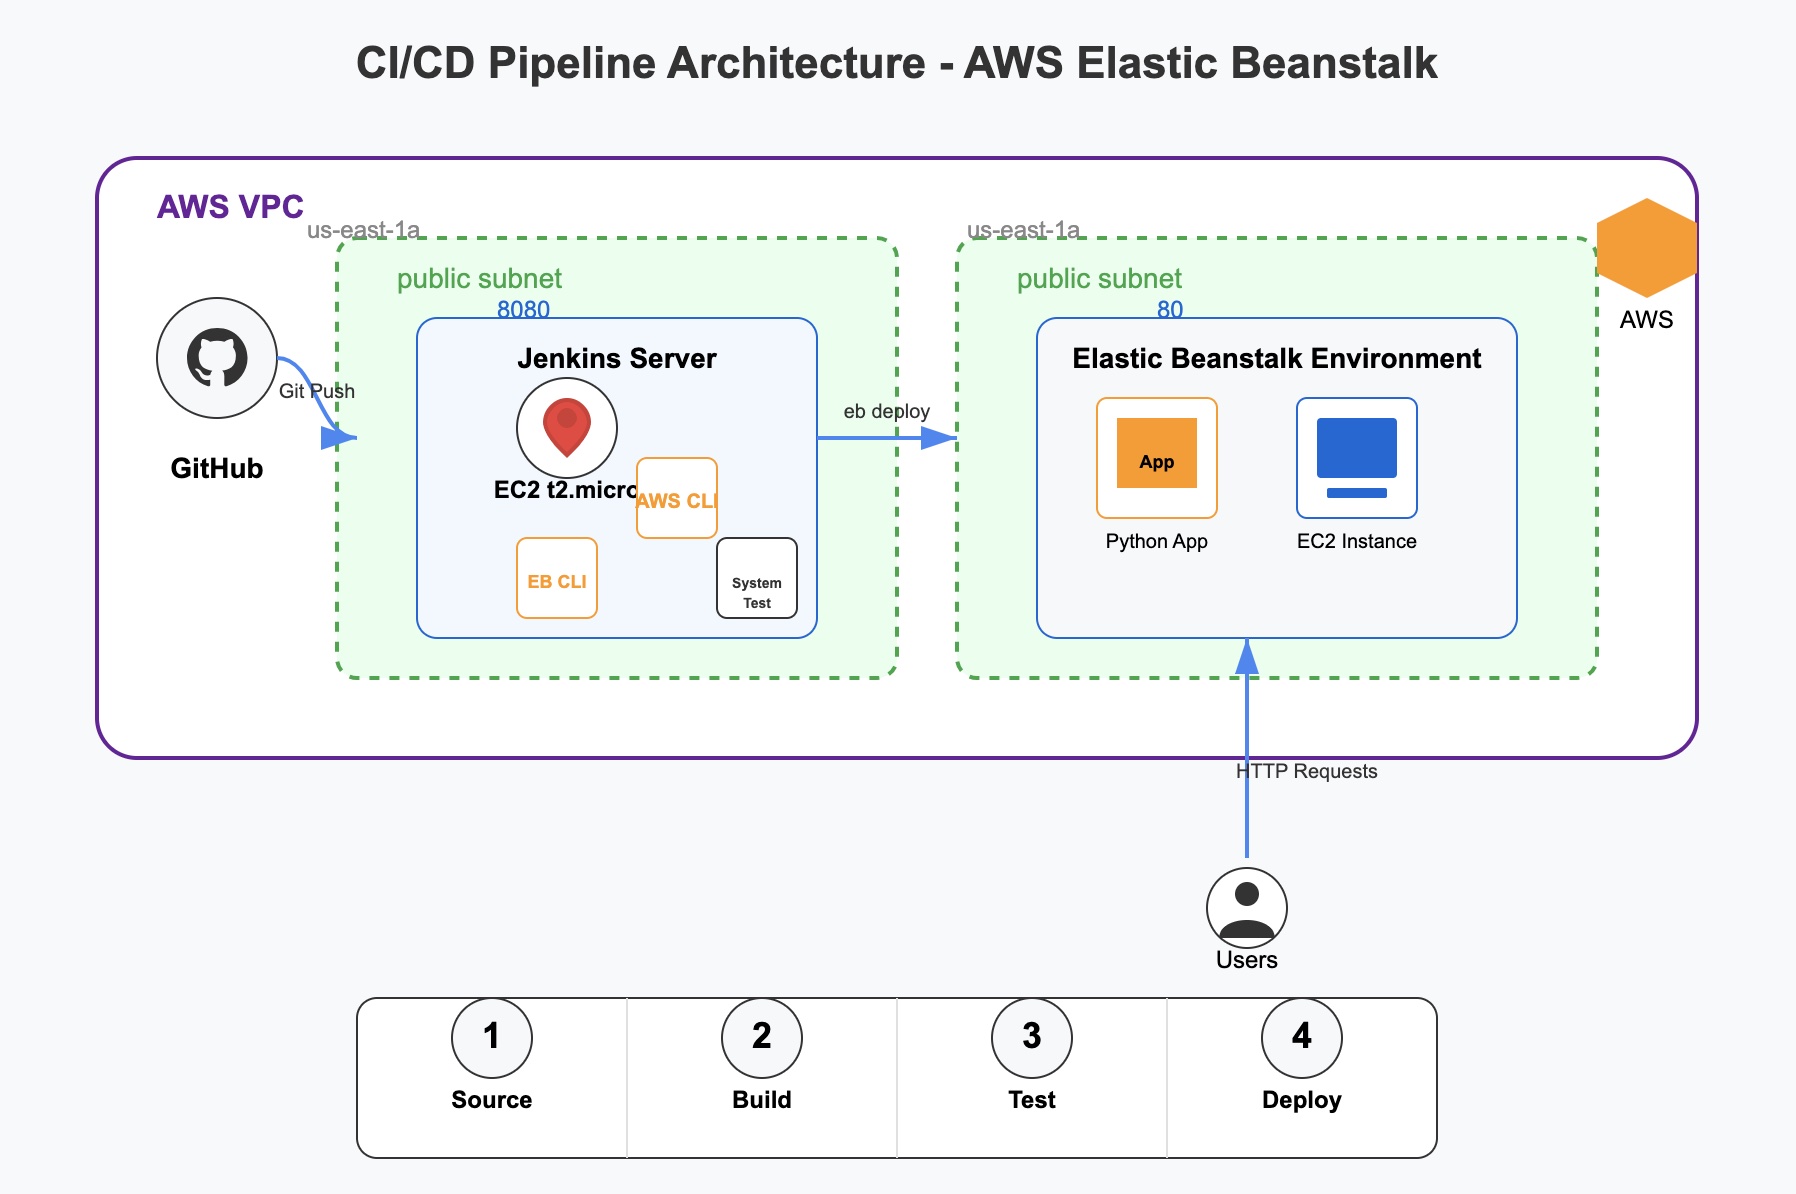 CI/CD Pipeline Architecture - AWS Elastic Beanstalk
AWS VPC
us-east-1a
public subnet
8080
Jenkins Server
EC2 t2.micro
AWS CLI
EB CLI
System
Test
GitHub
Git Push
eb deploy
us-east-1a
public subnet
80
Elastic Beanstalk Environment
App
Python App
EC2 Instance
AWS
HTTP Requests
Users
1
Source
2
Build
3
Test
4
Deploy